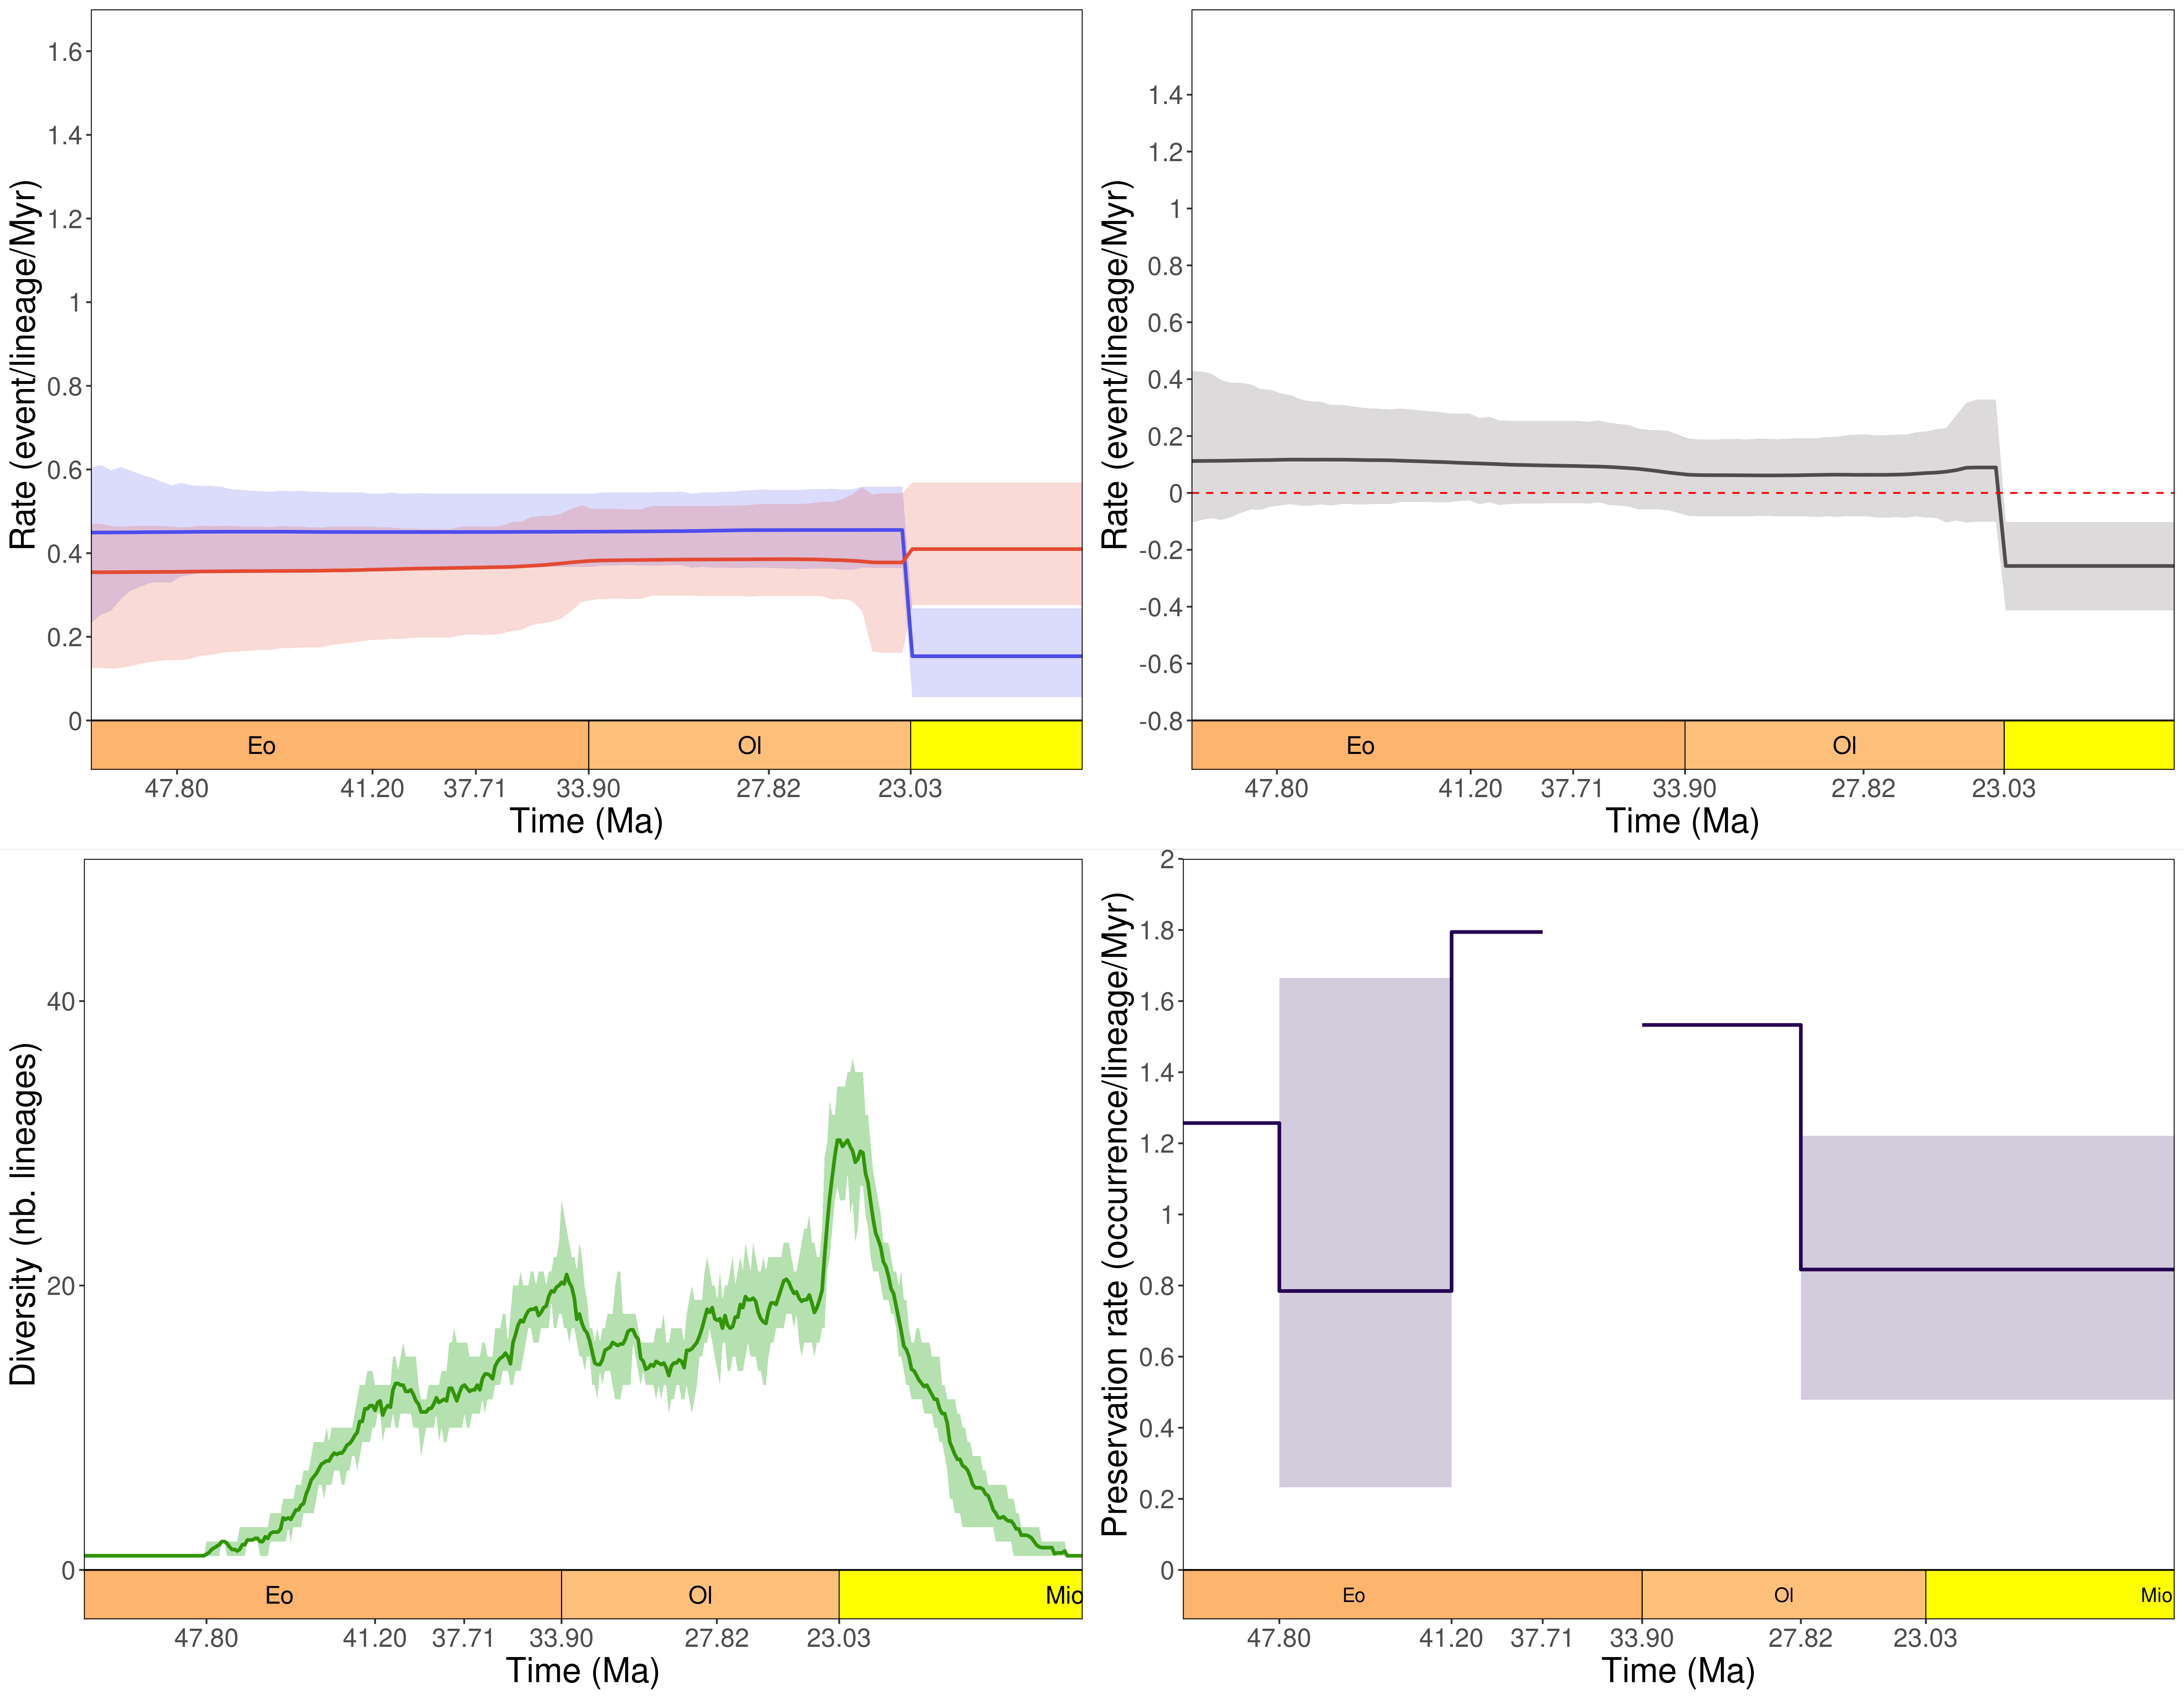 Rate (event/lineage/Myr)
1.6
1.4
1.2
1
0.8
0.6
0.4
0.2
0
Eo Ol
47.80 41.20 37.71 33.90 27.82 23.03
Time (Ma)
Rate (event/lineage/Myr)
1.4
1.2
1
0.8
0.6
0.4
0.2
0
-0.2
-0.4
-0.6
-0.8
Eo Ol
47.80 41.20 37.71 33.90 27.82 23.03
Time (Ma)
Diversity (nb. lineages)
40
20
0
Eo Ol Mio
47.80 41.20 37.71 33.90 27.82 23.03
Time (Ma)
Preservation rate (occurrence/lineage/Myr)
2
1.8
1.6
1.4
1.2
1
0.8
0.6
0.4
0.2
0
Eo Ol Mio
47.80 41.20 37.71 33.90 27.82 23.03
Time (Ma)